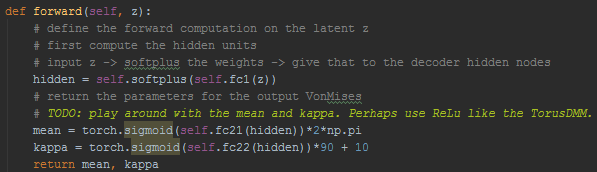 def forward(self, z):
    # define the forward computation on the latent z
    # first compute the hidden units
    # input z -> softplus the weights -> give that to the decoder hidden nodes
    hidden = self.softplus(self.fc1(z))
    # return the parameters for the output VonMises
    # TODO: play around with the mean and kappa. Perhaps use ReLu like the TorusDMM.
    mean = torch.sigmoid(self.fc21(hidden))*2*np.pi
    kappa = torch.sigmoid(self.fc22(hidden))*90 + 10
    return mean, kappa